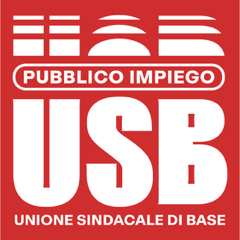 PUBBLICO IMPIEGO
USB
UNIONE SINDACALE DI BASE